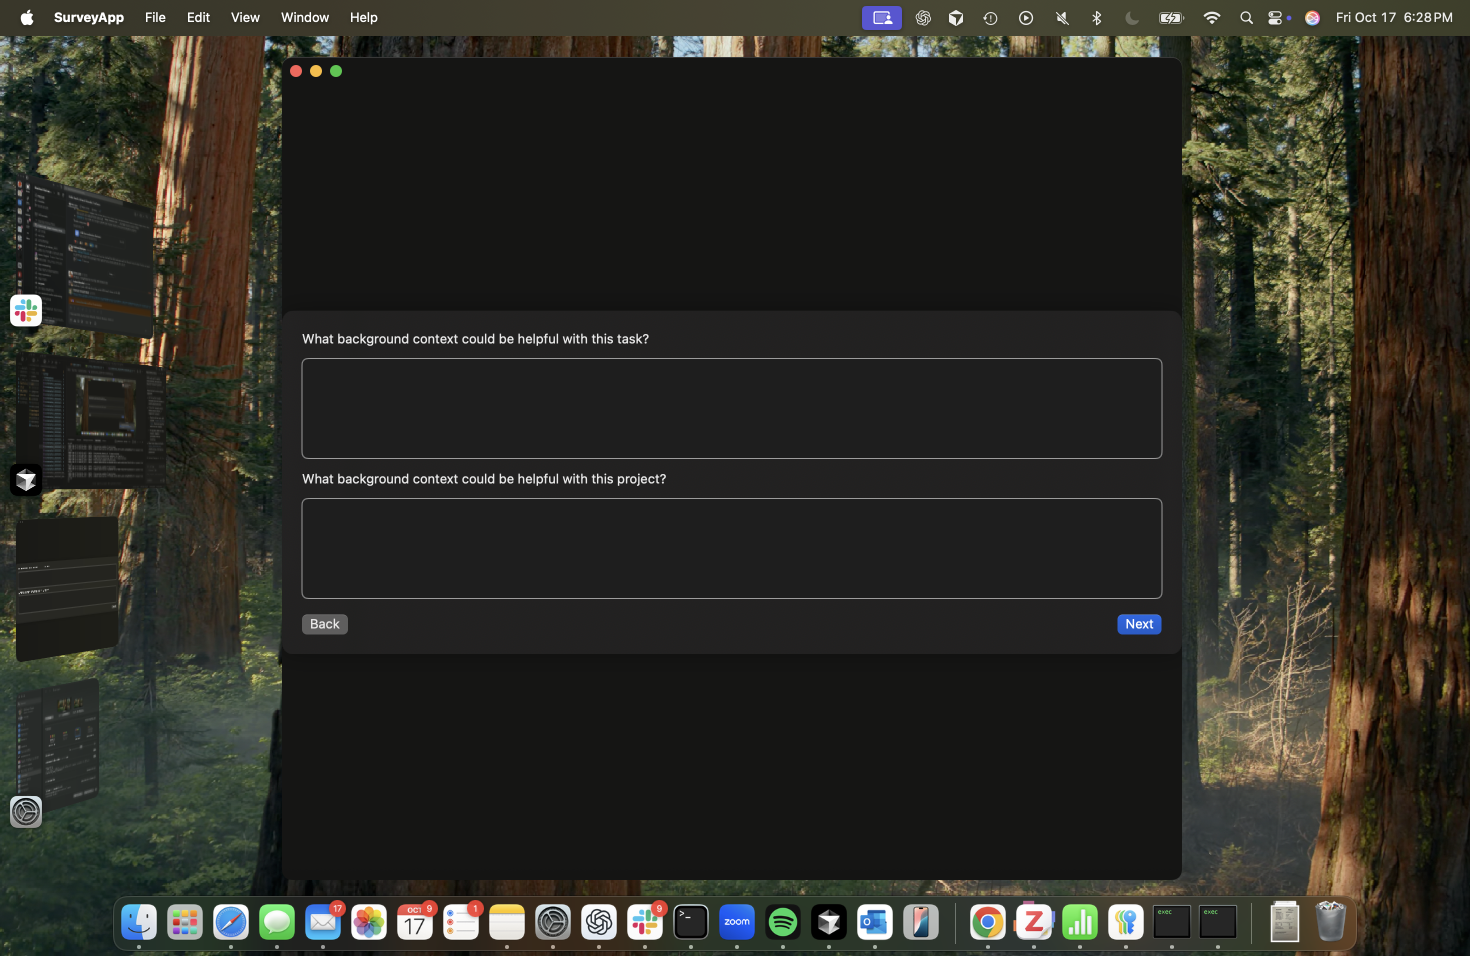 SurveyApp File Edit View Window Help Fri Oct 17 6:28 PM
What background context could be helpful with this task?
What background context could be helpful with this project?
Back Next
17 OCT 9 1 9
17 zoom exec exec